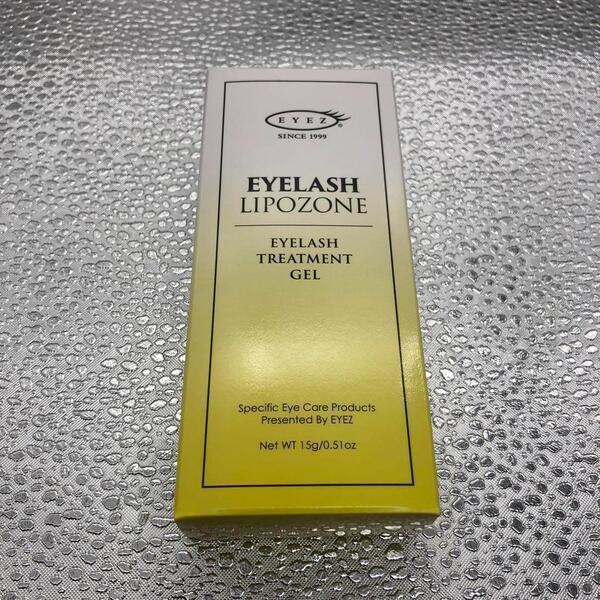 EYEZ®
SINCE 1999
EYELASH
LIPOZONE
EYELASH
TREATMENT
GEL
Specific Eye Care Products
Presented By EYEZ
Net WT 15g/0.51oz